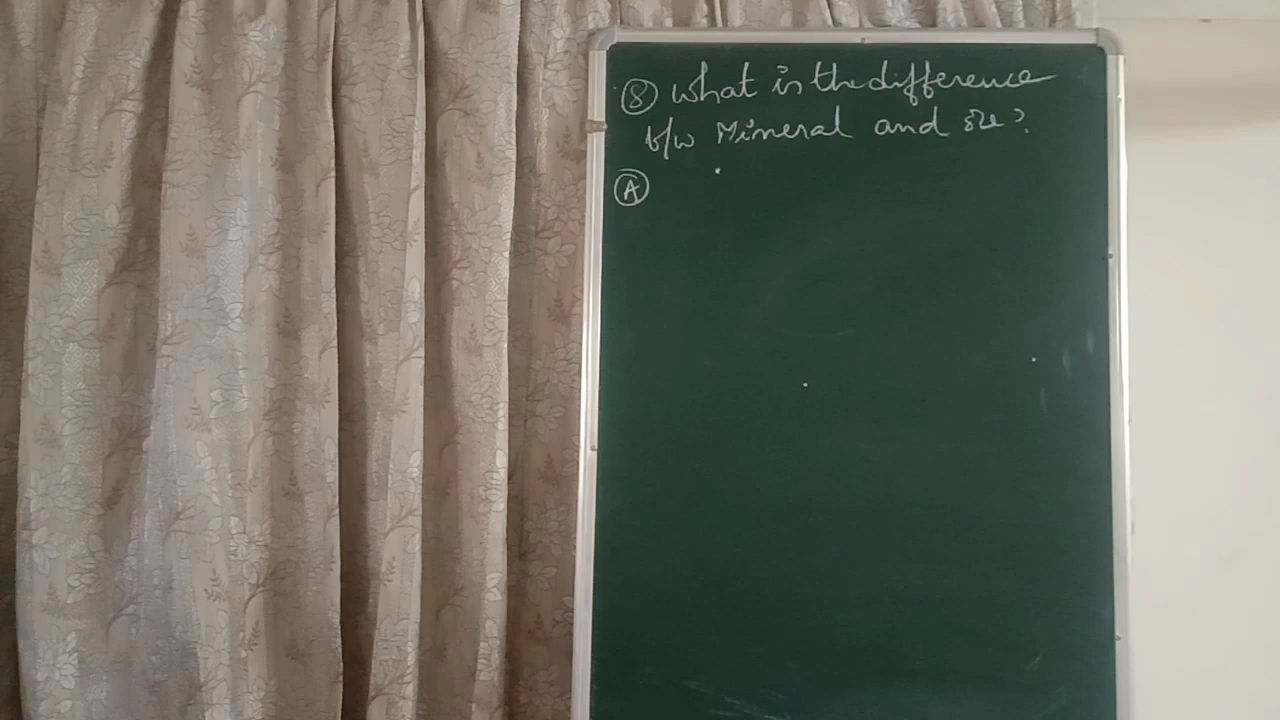 (8) What is the difference
b/w Mineral and ore?
(A)